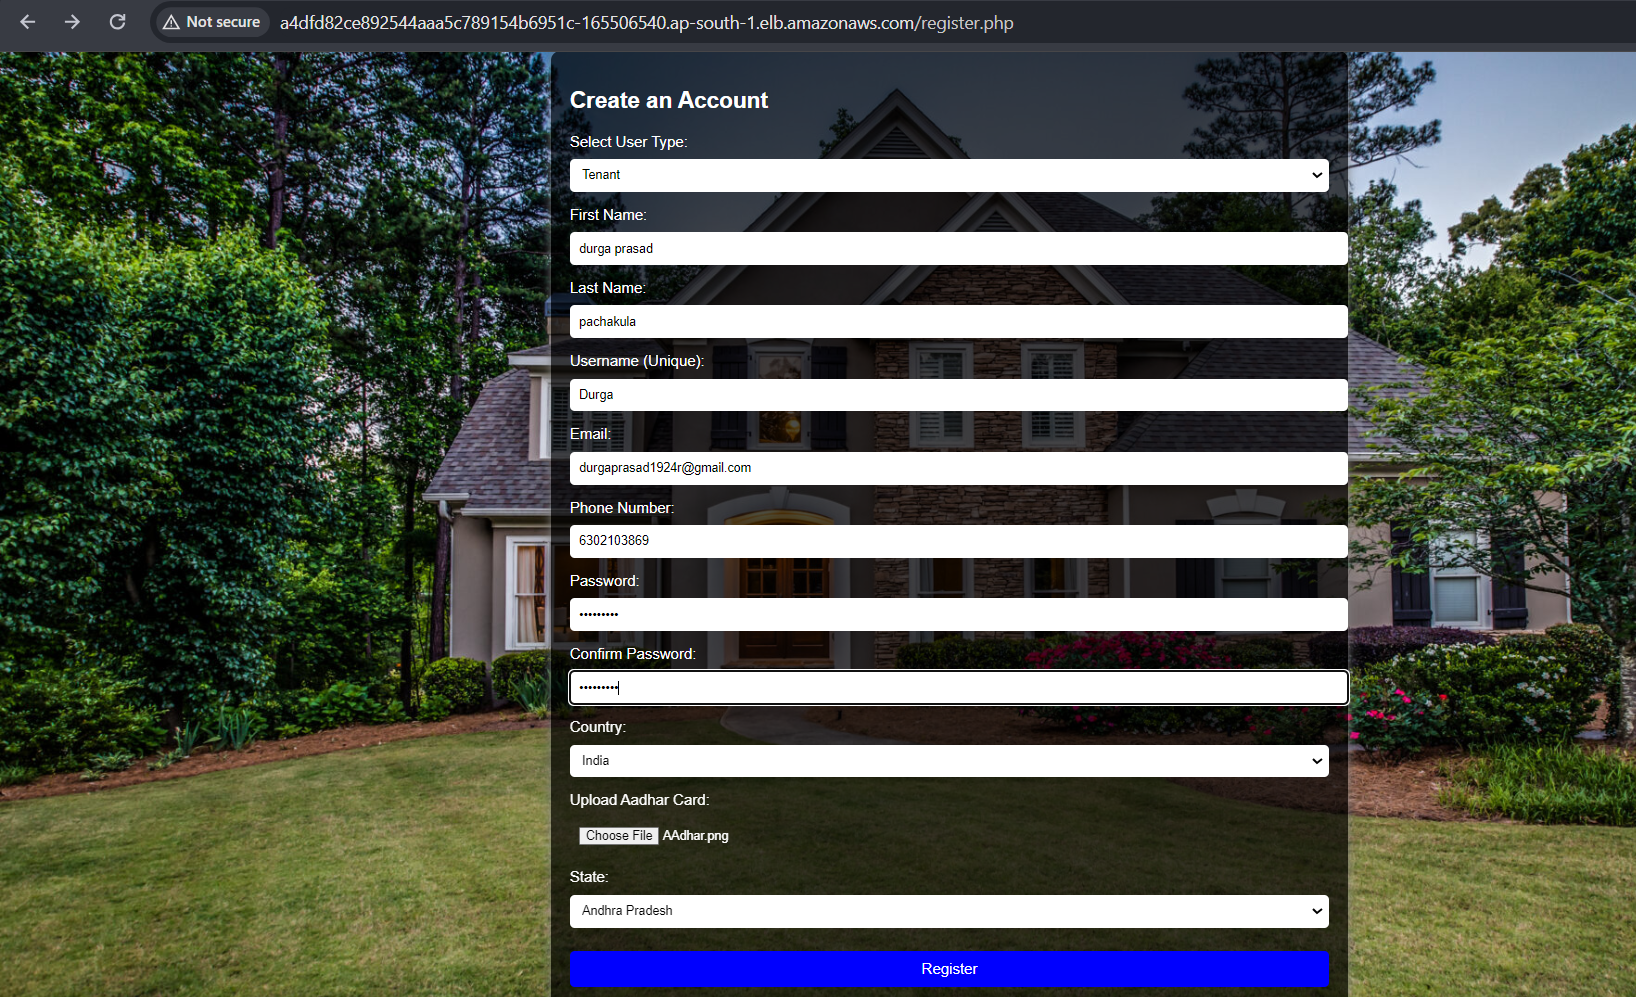 Not secure a4dfd82ce892544aaa5c789154b6951c-165506540.ap-south-1.elb.amazonaws.com/register.php
Create an Account
Select User Type:
Tenant
First Name:
durga prasad
Last Name:
pachakula
Username (Unique):
Durga
Email:
durgaprasad1924r@gmail.com
Phone Number:
6302103869
Password:
•••••••••
Confirm Password:
•••••••••
Country:
India
Upload Aadhar Card:
Choose File AAdhar.png
State:
Andhra Pradesh
Register